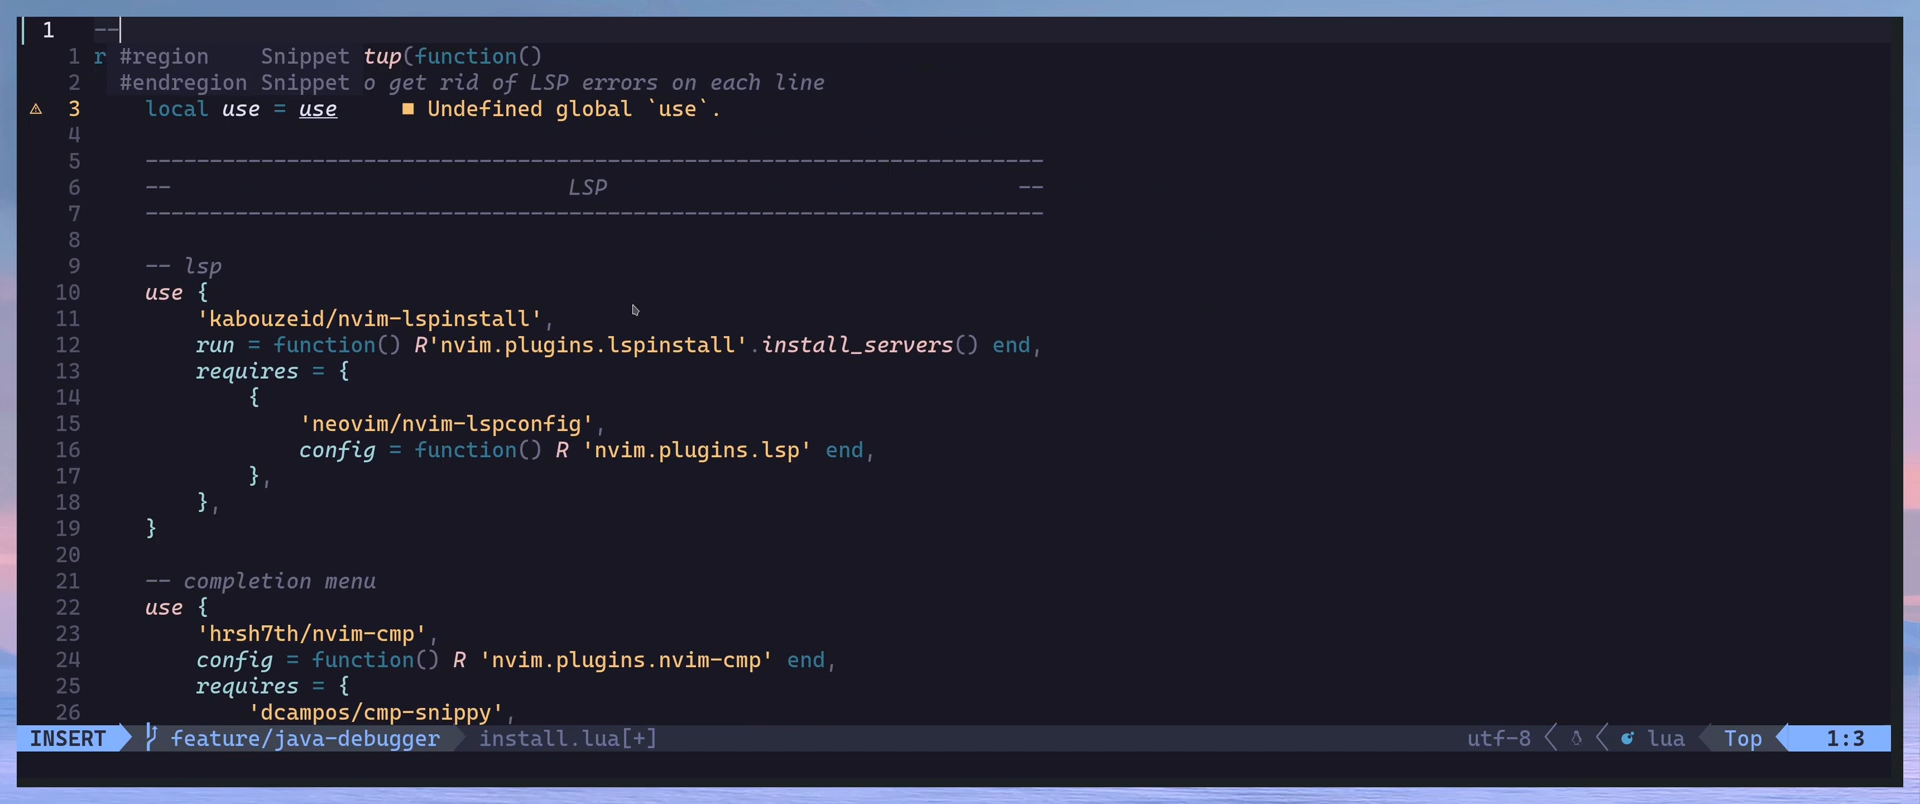 1 --
1 r #region Snippet tup(function()
2 #endregion Snippet o get rid of LSP errors on each line
⚠ 3 local use = use ■ Undefined global `use`.
4
5 ----------------------------------------------------------------------
6 -- LSP --
7 ----------------------------------------------------------------------
8
9 -- lsp
10 use {
11 'kabouzeid/nvim-lspinstall',
12 run = function() R'nvim.plugins.lspinstall'.install_servers() end,
13 requires = {
14 {
15 'neovim/nvim-lspconfig',
16 config = function() R 'nvim.plugins.lsp' end,
17 },
18 },
19 }
20
21 -- completion menu
22 use {
23 'hrsh7th/nvim-cmp',
24 config = function() R 'nvim.plugins.nvim-cmp' end,
25 requires = {
26 'dcampos/cmp-snippy',
INSERT feature/java-debugger install.lua[+] utf-8 lua Top 1:3